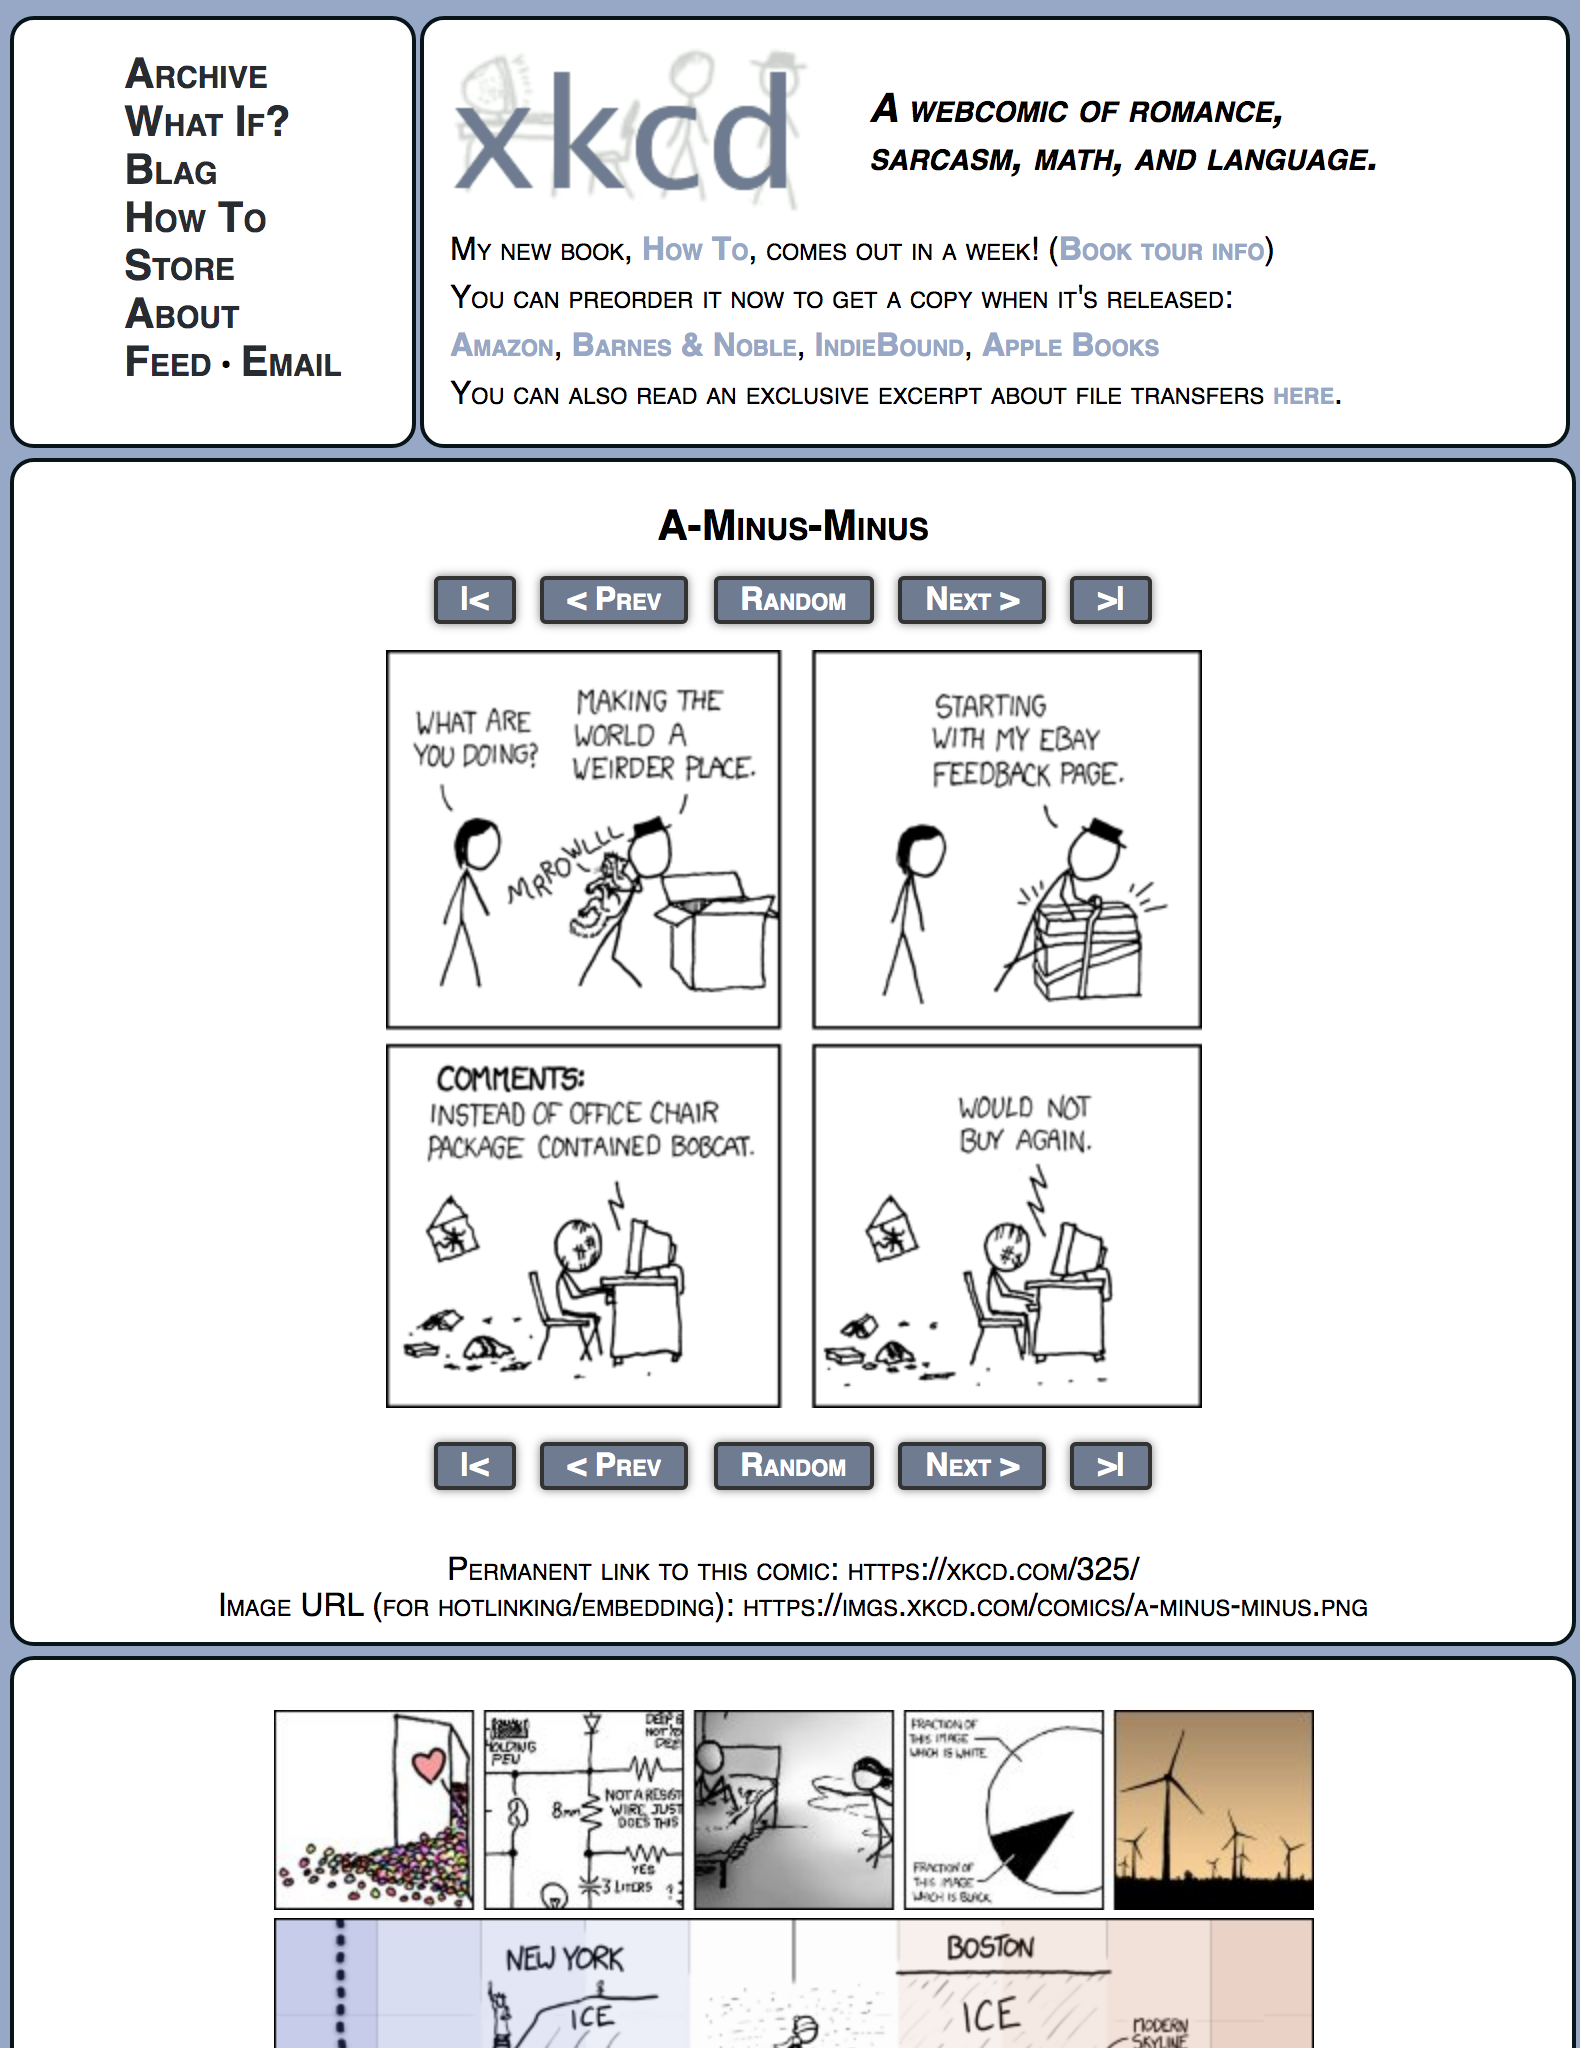 Archive
What If?
Blag
How To
Store
About
Feed • Email
xkcd
A webcomic of romance,
sarcasm, math, and language.
My new book, How To, comes out in a week! (Book tour info)
You can preorder it now to get a copy when it's released:
Amazon, Barnes & Noble, IndieBound, Apple Books
You can also read an exclusive excerpt about file transfers here.
A-Minus-Minus
|<
< Prev
Random
Next >
>|
WHAT ARE
YOU DOING?
MAKING THE
WORLD A
WEIRDER PLACE.
MRROWLLL
STARTING
WITH MY EBAY
FEEDBACK PAGE.
COMMENTS:
INSTEAD OF OFFICE CHAIR
PACKAGE CONTAINED BOBCAT.
WOULD NOT
BUY AGAIN.
|<
< Prev
Random
Next >
>|
Permanent link to this comic: https://xkcd.com/325/
Image URL (for hotlinking/embedding): https://imgs.xkcd.com/comics/a-minus-minus.png
HOLDING
PEU
DEEP
NOT TO
DEE
NOT A RESIST
WIRE JUST
DOES THIS
8mm
YES
3 LITERS
FRACTION OF
THIS IMAGE
WHICH IS WHITE
FRACTION OF
THIS IMAGE
WHICH IS BLACK
NEW YORK
ICE
BOSTON
ICE
MODERN
SKYLINE